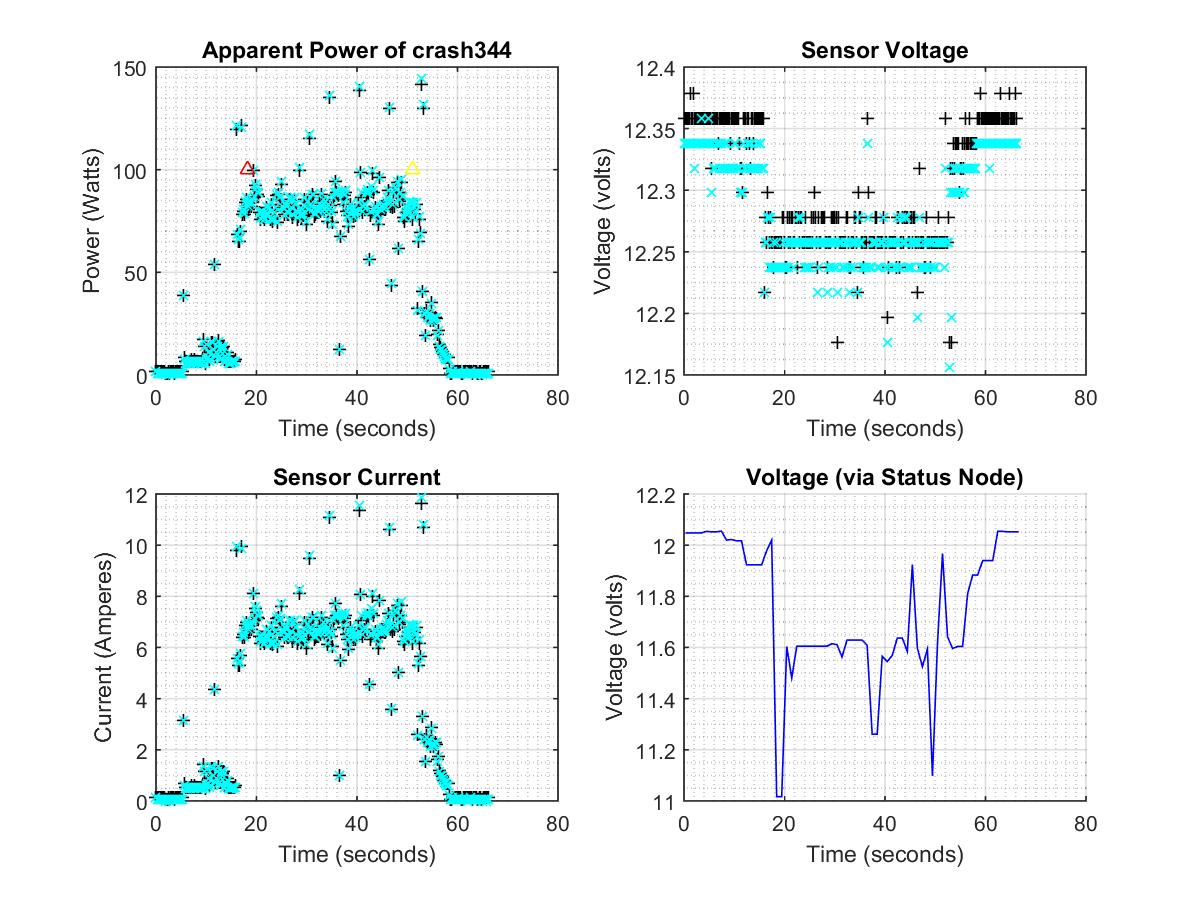 Apparent Power of crash344
150
100
50
0
Power (Watts)
0 20 40 60 80
Time (seconds)
Sensor Voltage
12.4
12.35
12.3
12.25
12.2
12.15
Voltage (volts)
0 20 40 60 80
Time (seconds)
Sensor Current
12
10
8
6
4
2
0
Current (Amperes)
0 20 40 60 80
Time (seconds)
Voltage (via Status Node)
12.2
12
11.8
11.6
11.4
11.2
11
Voltage (volts)
0 20 40 60 80
Time (seconds)